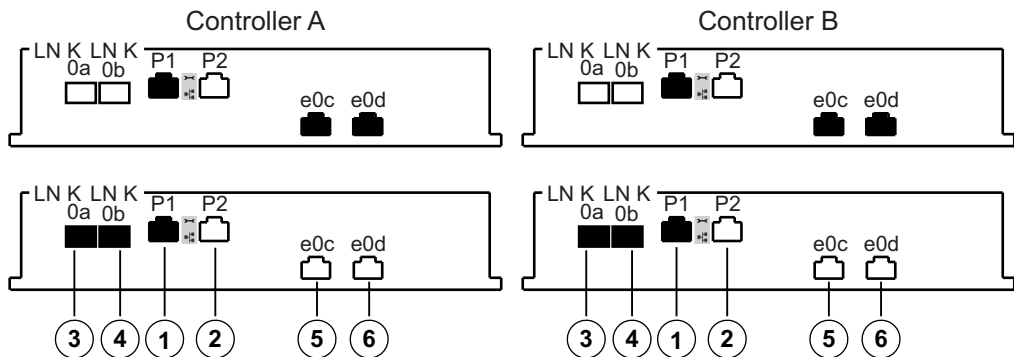 Controller A Controller B
LN K LN K P1 P2 LN K LN K P1 P2
0a 0b 0a 0b
e0c e0d e0c e0d
LN K LN K P1 P2 LN K LN K P1 P2
0a 0b 0a 0b
e0c e0d e0c e0d
3 4 1 2 5 6 3 4 1 2 5 6